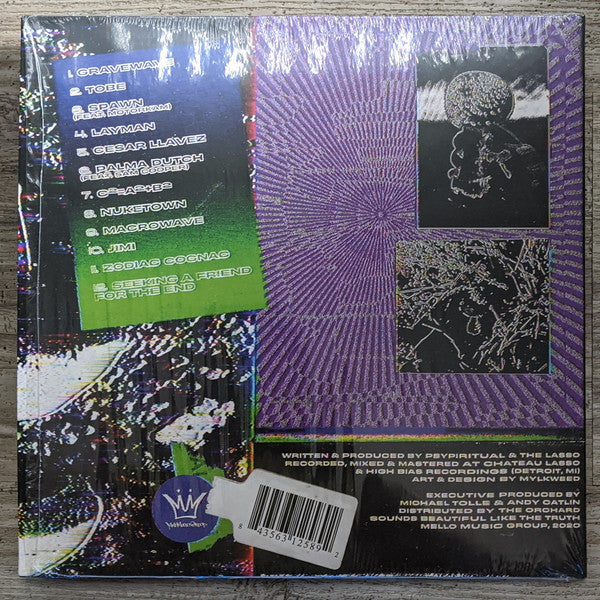 1. GRAVEWAVE
2. TOBE
3. SPAWN
(FEAT. MOTORKAM)
4. LAYMAN
5. CESAR LLAVEZ
6. PALMA DUTCH
(FEAT. SAM COOPER)
7. C²=A²+B2
8. NUKETOWN
9. MACROWAVE
10. JIMI
11. ZODIAC COGNAC
12. SEEKING A FRIEND
FOR THE END
WRITTEN & PRODUCED BY PSYPIRITUAL & THE LASSO
RECORDED, MIXED & MASTERED AT CHATEAU LASSO
& HIGH BIAS RECORDINGS (DETROIT, MI)
ART & DESIGN BY MYLKWEED
EXECUTIVE PRODUCED BY
MICHAEL TOLLE & ANDY CATLIN
DISTRIBUTED BY THE ORCHARD
SOUNDS BEAUTIFUL LIKE THE TRUTH
MELLO MUSIC GROUP, 2020
MelloMusicGroup
8 43563 12589 2